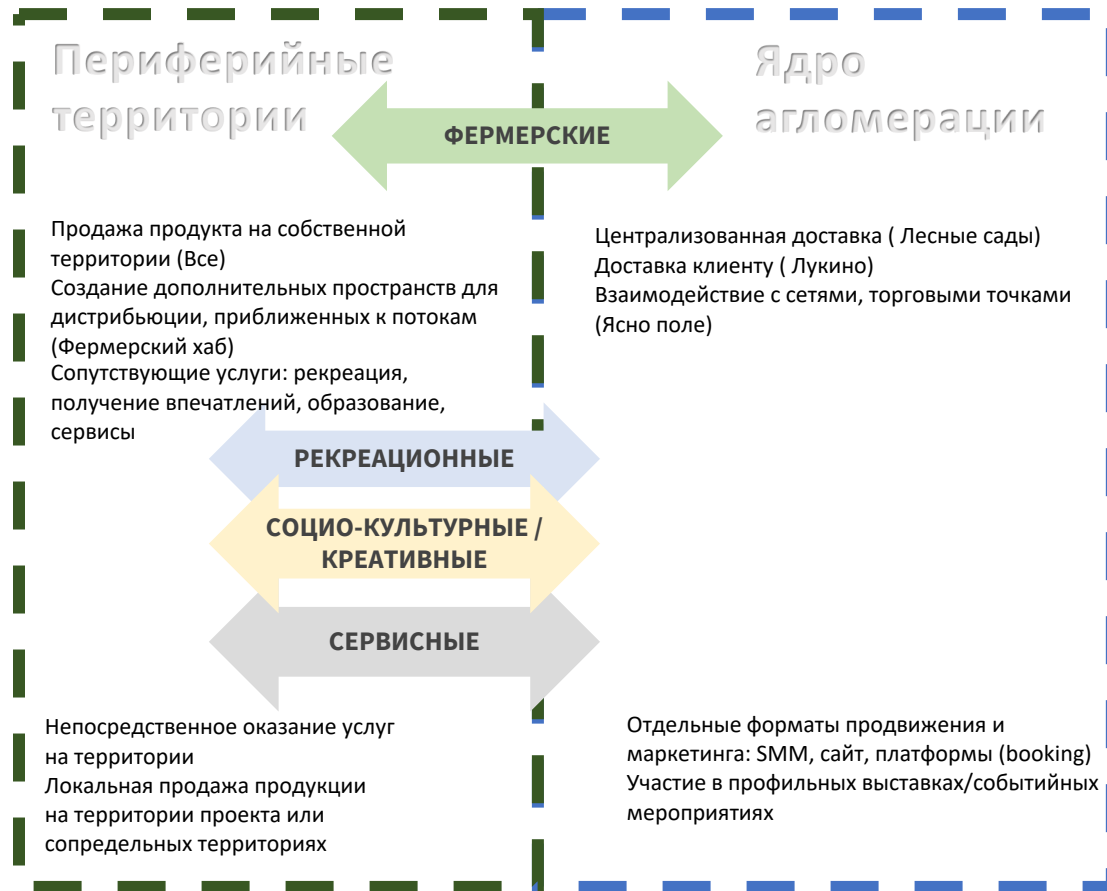 Периферийные
территории
Ядро
агломерации
ФЕРМЕРСКИЕ
Продажа продукта на собственной
территории (Все)
Создание дополнительных пространств для
дистрибьюции, приближенных к потокам
(Фермерский хаб)
Сопутствующие услуги: рекреация,
получение впечатлений, образование,
сервисы
Централизованная доставка ( Лесные сады)
Доставка клиенту ( Лукино)
Взаимодействие с сетями, торговыми точками
(Ясно поле)
РЕКРЕАЦИОННЫЕ
СОЦИО-КУЛЬТУРНЫЕ /
КРЕАТИВНЫЕ
СЕРВИСНЫЕ
Непосредственное оказание услуг
на территории
Локальная продажа продукции
на территории проекта или
сопредельных территориях
Отдельные форматы продвижения и
маркетинга: SMM, сайт, платформы (booking)
Участие в профильных выставках/событийных
мероприятиях